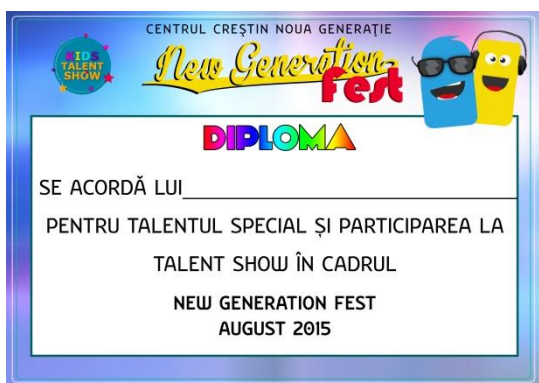 CENTRUL CREȘTIN NOUA GENERAȚIE
KIDS
TALENT
SHOW
New Generation
Fest
DIPLOMA
SE ACORDĂ LUI
PENTRU TALENTUL SPECIAL ȘI PARTICIPAREA LA
TALENT SHOW ÎN CADRUL
NEW GENERATION FEST
AUGUST 2015